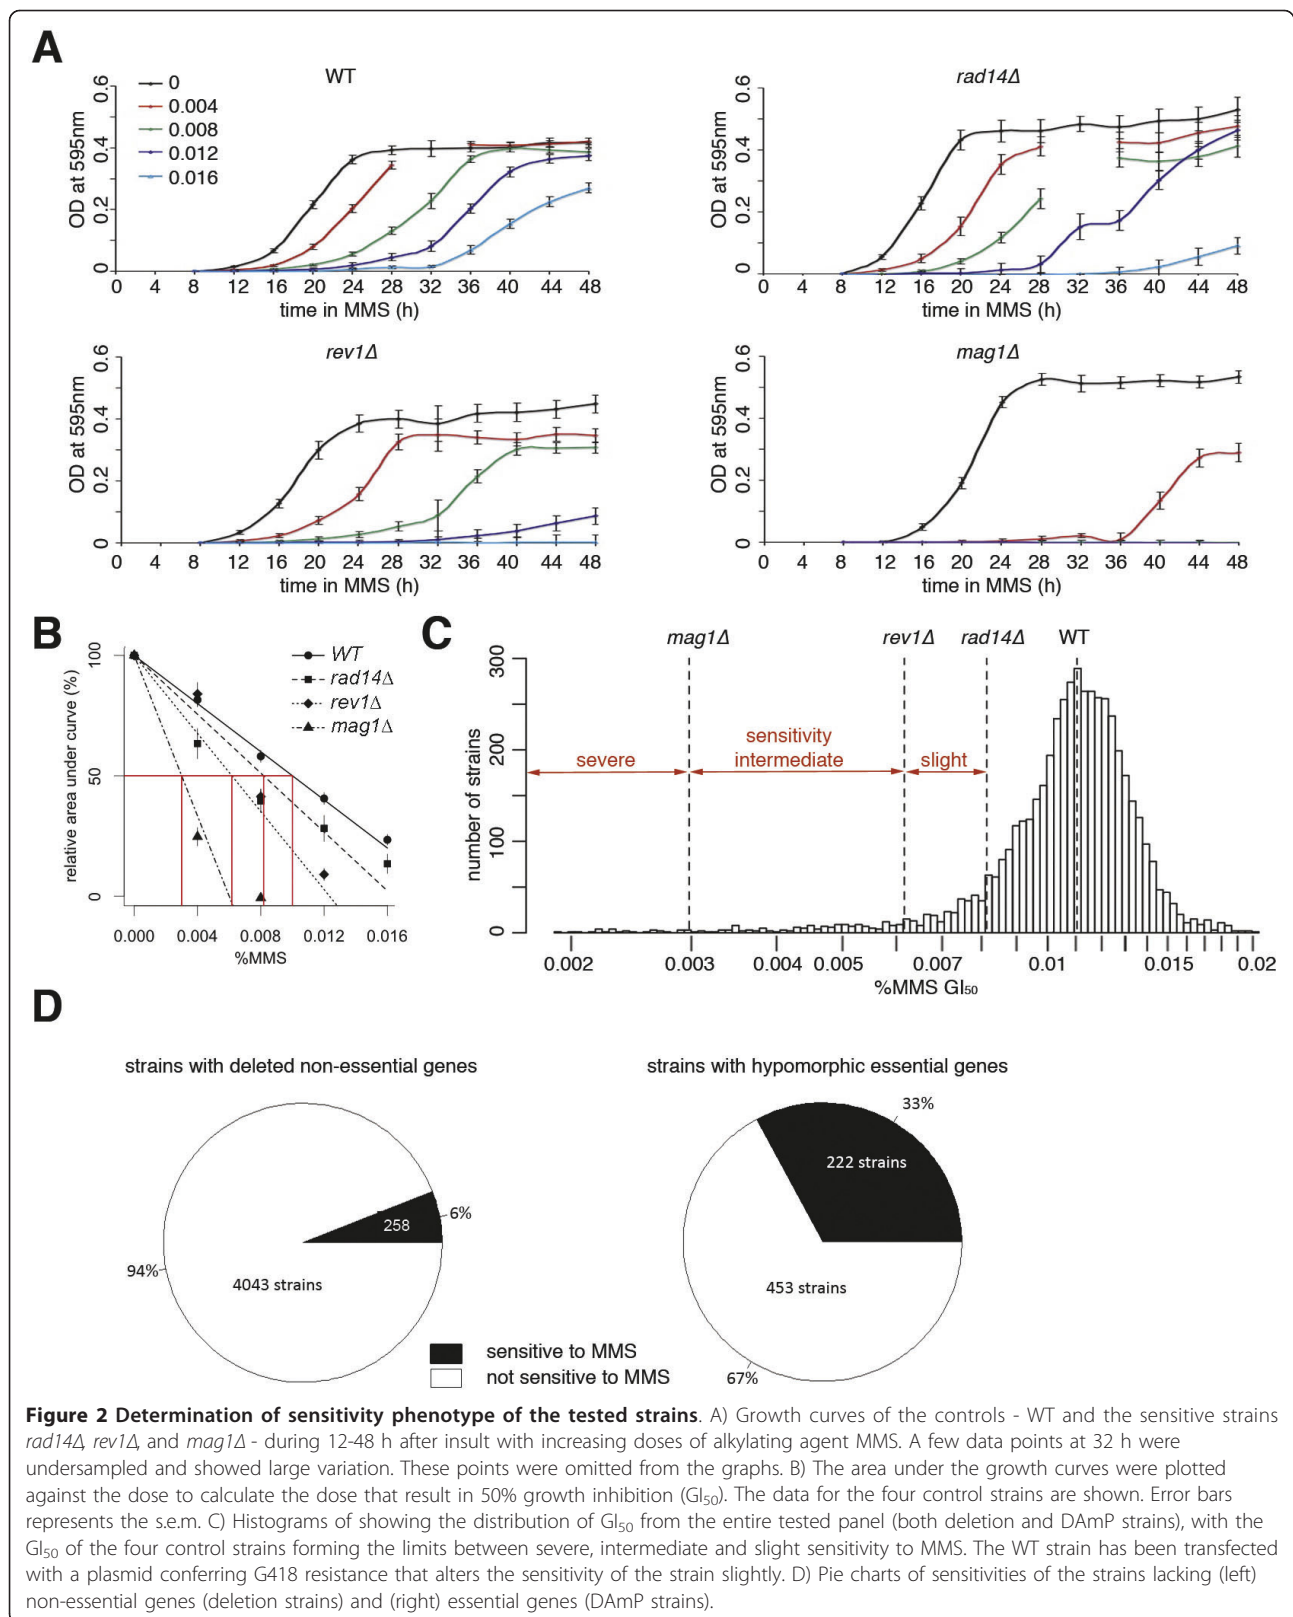 A
WT
0
0.004
0.008
0.012
0.016
OD at 595nm
0 0.2 0.4 0.6
0 4 8 12 16 20 24 28 32 36 40 44 48
time in MMS (h)
rad14Δ
OD at 595nm
0 0.2 0.4 0.6
0 4 8 12 16 20 24 28 32 36 40 44 48
time in MMS (h)
rev1Δ
OD at 595nm
0 0.2 0.4 0.6
0 4 8 12 16 20 24 28 32 36 40 44 48
time in MMS (h)
mag1Δ
OD at 595nm
0 0.2 0.4 0.6
0 4 8 12 16 20 24 28 32 36 40 44 48
time in MMS (h)
B
WT
rad14Δ
rev1Δ
mag1Δ
relative area under curve (%)
0 50 100
0.000 0.004 0.008 0.012 0.016
%MMS
C
mag1Δ rev1Δ rad14Δ WT
number of strains
0 100 200 300
severe
sensitivity
intermediate
slight
0.002 0.003 0.004 0.005 0.007 0.01 0.015 0.02
%MMS GI50
D
strains with deleted non-essential genes
258
6%
94%
4043 strains
strains with hypomorphic essential genes
33%
222 strains
453 strains
67%
sensitive to MMS
not sensitive to MMS
Figure 2 Determination of sensitivity phenotype of the tested strains. A) Growth curves of the controls - WT and the sensitive strains
rad14Δ, rev1Δ, and mag1Δ - during 12-48 h after insult with increasing doses of alkylating agent MMS. A few data points at 32 h were
undersampled and showed large variation. These points were omitted from the graphs. B) The area under the growth curves were plotted
against the dose to calculate the dose that result in 50% growth inhibition (GI50). The data for the four control strains are shown. Error bars
represents the s.e.m. C) Histograms of showing the distribution of GI50 from the entire tested panel (both deletion and DAmP strains), with the
GI50 of the four control strains forming the limits between severe, intermediate and slight sensitivity to MMS. The WT strain has been transfected
with a plasmid conferring G418 resistance that alters the sensitivity of the strain slightly. D) Pie charts of sensitivities of the strains lacking (left)
non-essential genes (deletion strains) and (right) essential genes (DAmP strains).